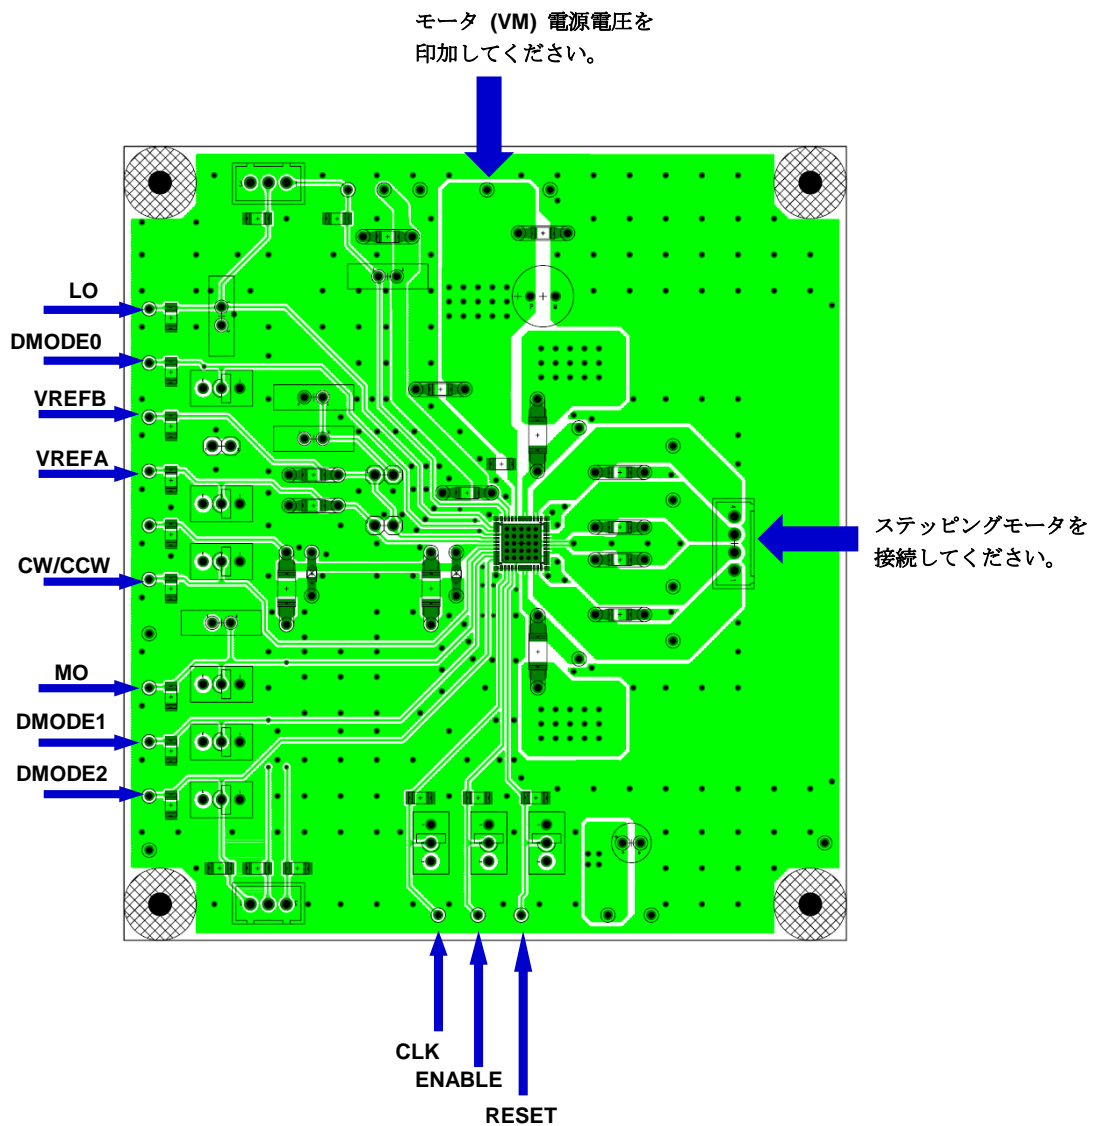 モータ (VM) 電源電圧を
印加してください。
LO
DMODE0
VREFB
VREFA
CW/CCW
MO
DMODE1
DMODE2
ステッピングモータを
接続してください。
CLK
ENABLE
RESET